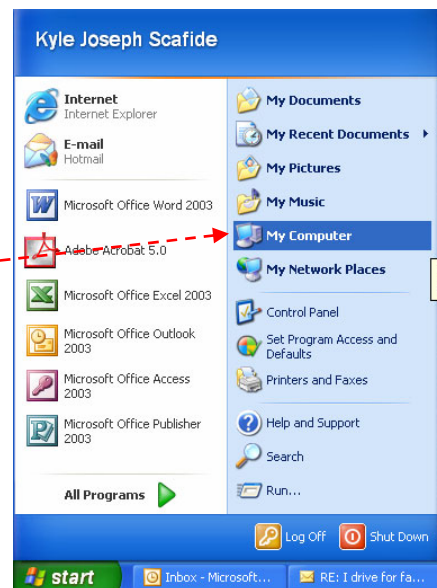 Kyle Joseph Scafide
Internet
Internet Explorer
E-mail
Hotmail
Microsoft Office Word 2003
Adobe Acrobat 5.0
Microsoft Office Excel 2003
Microsoft Office Outlook
2003
Microsoft Office Access
2003
Microsoft Office Publisher
2003
All Programs
My Documents
My Recent Documents
My Pictures
My Music
My Computer
My Network Places
Control Panel
Set Program Access and
Defaults
Printers and Faxes
Help and Support
Search
Run...
Log Off
Shut Down
start
Inbox - Microsoft...
RE: I drive for fa...